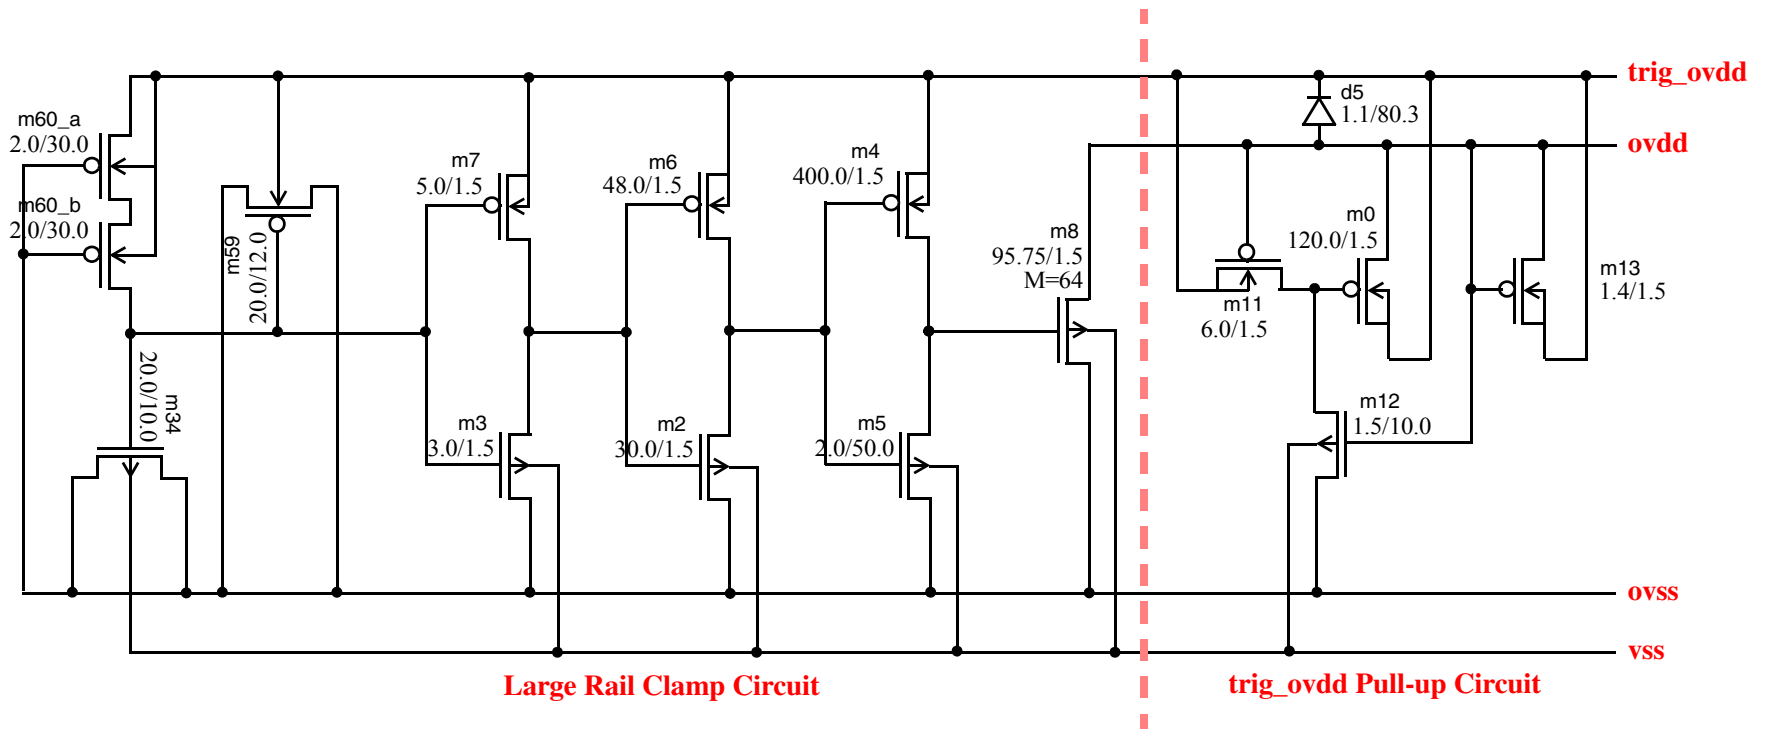 trig_ovdd
d5
1.1/80.3
m60_a
2.0/30.0
ovdd
m7
5.0/1.5
m6
48.0/1.5
m4
400.0/1.5
m60_b
2.0/30.0
m59
20.0/12.0
m8
95.75/1.5
M=64
m0
120.0/1.5
m13
1.4/1.5
m11
6.0/1.5
20.0/10.0
m34
m3
3.0/1.5
m2
30.0/1.5
m5
2.0/50.0
m12
1.5/10.0
ovss
vss
Large Rail Clamp Circuit
trig_ovdd Pull-up Circuit